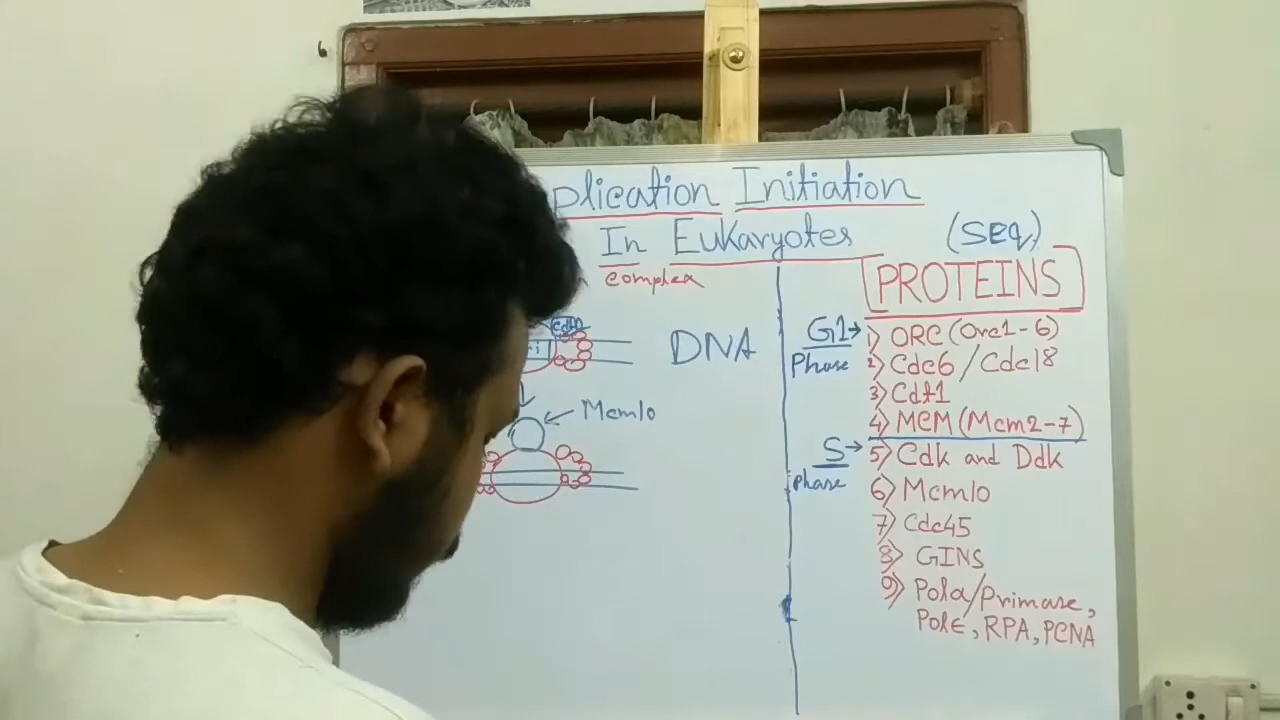 plication Initiation
In Eukaryotes (seq)
complex
PROTEINS
DNA
Mcm10
G1→
Phase
S→
phase
1) ORC (Orc1-6)
2) Cdc6/Cdc18
3) Cdt1
4) MCM (Mcm2-7)
5) Cdk and Ddk
6) Mcm10
7) Cdc45
8) GINS
9) Polα/Primase,
Polε, RPA, PCNA